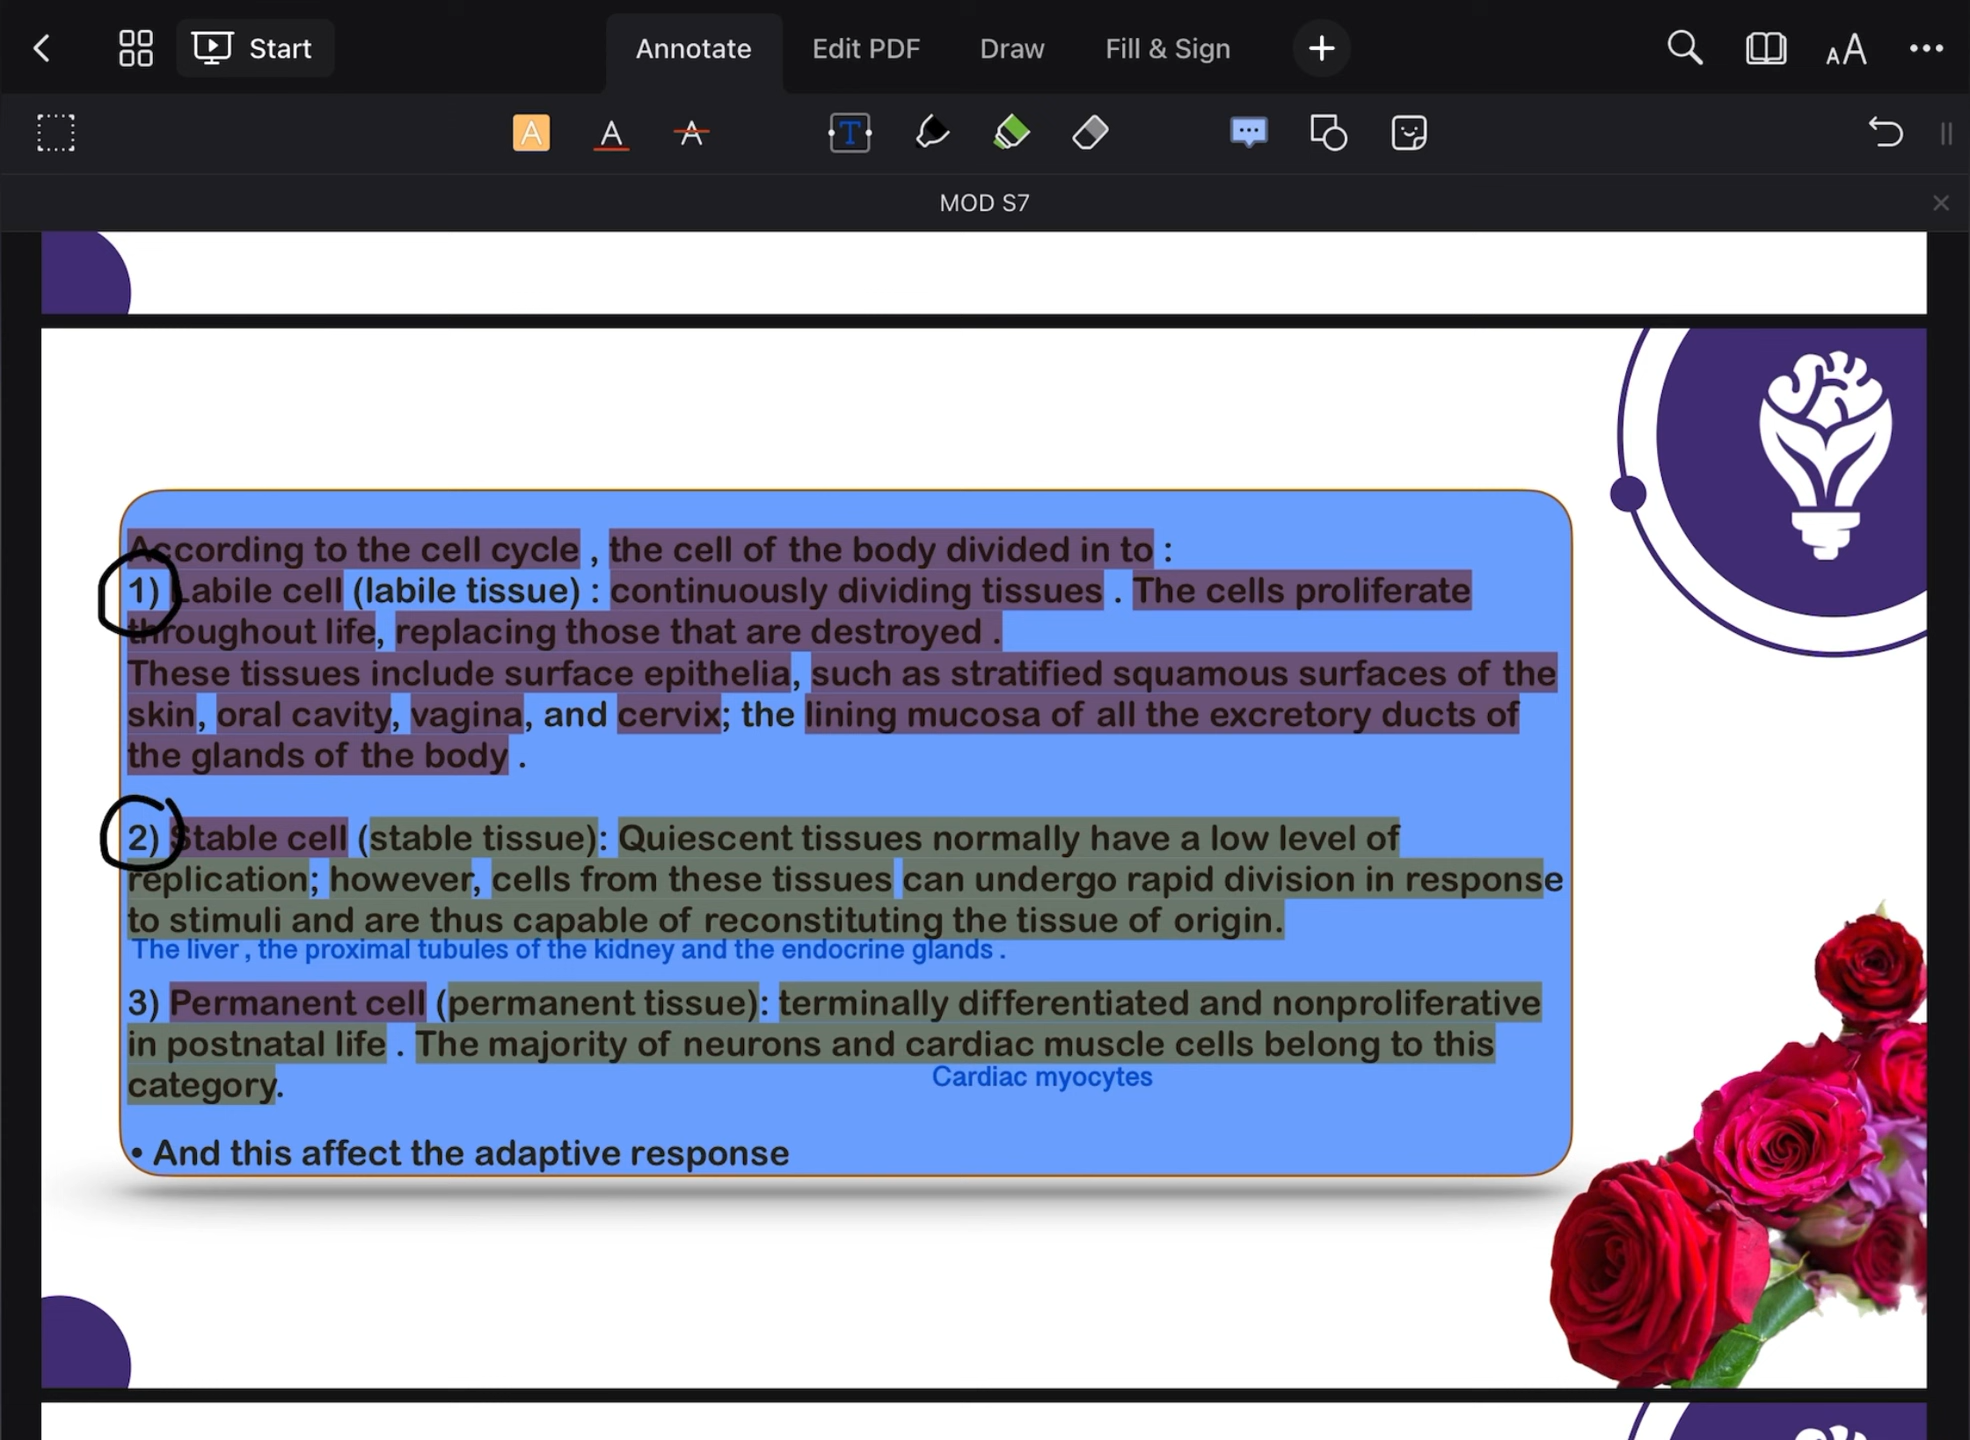 Start
Annotate
Edit PDF
Draw
Fill & Sign
AA
A
A
A
T
MOD S7
According to the cell cycle , the cell of the body divided in to :
1) Labile cell (labile tissue) : continuously dividing tissues . The cells proliferate
throughout life, replacing those that are destroyed .
These tissues include surface epithelia, such as stratified squamous surfaces of the
skin, oral cavity, vagina, and cervix; the lining mucosa of all the excretory ducts of
the glands of the body .
2) Stable cell (stable tissue): Quiescent tissues normally have a low level of
replication; however, cells from these tissues can undergo rapid division in response
to stimuli and are thus capable of reconstituting the tissue of origin.
The liver , the proximal tubules of the kidney and the endocrine glands .
3) Permanent cell (permanent tissue): terminally differentiated and nonproliferative
in postnatal life . The majority of neurons and cardiac muscle cells belong to this
Cardiac myocytes
category.
• And this affect the adaptive response